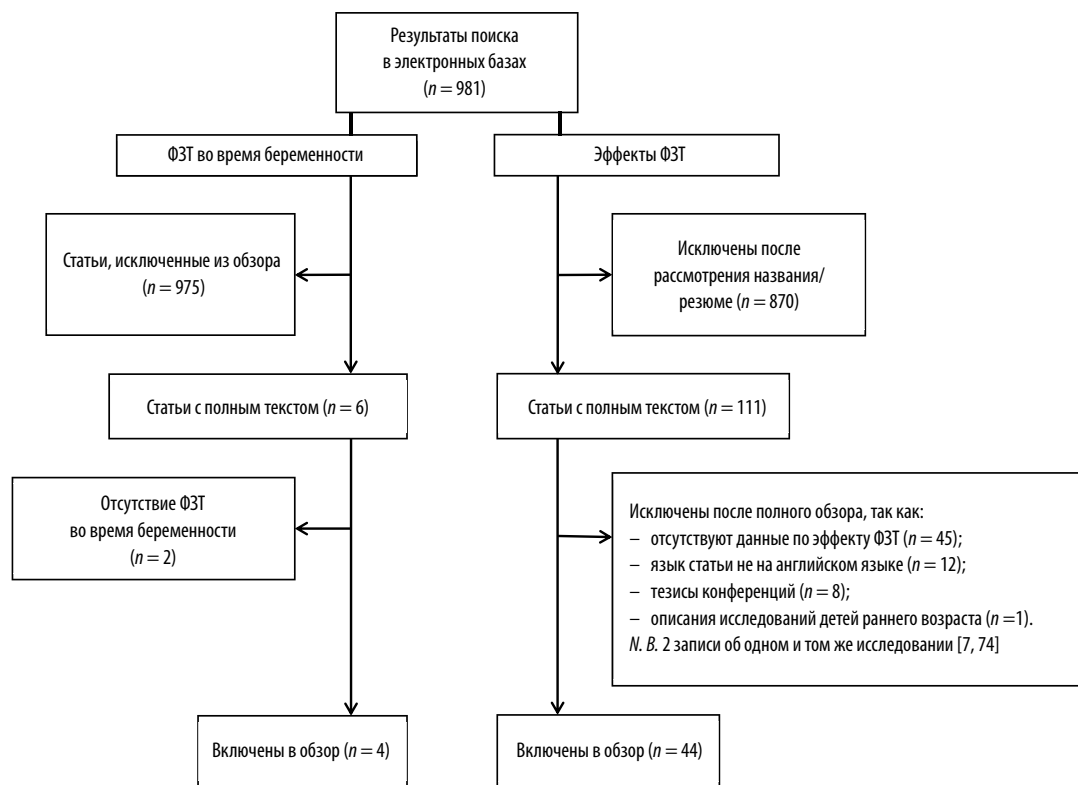 Результаты поиска
в электронных базах
(n = 981)
ФЗТ во время беременности
Эффекты ФЗТ
Статьи, исключенные из обзора
(n = 975)
Исключены после
рассмотрения названия/
резюме (n = 870)
Статьи с полным текстом (n = 6)
Статьи с полным текстом (n = 111)
Отсутствие ФЗТ
во время беременности
(n = 2)
Исключены после полного обзора, так как:
– отсутствуют данные по эффекту ФЗТ (n = 45);
– язык статьи не на английском языке (n = 12);
– тезисы конференций (n = 8);
– описания исследований детей раннего возраста (n =1).
N. B. 2 записи об одном и том же исследовании [7, 74]
Включены в обзор (n = 4)
Включены в обзор (n = 44)